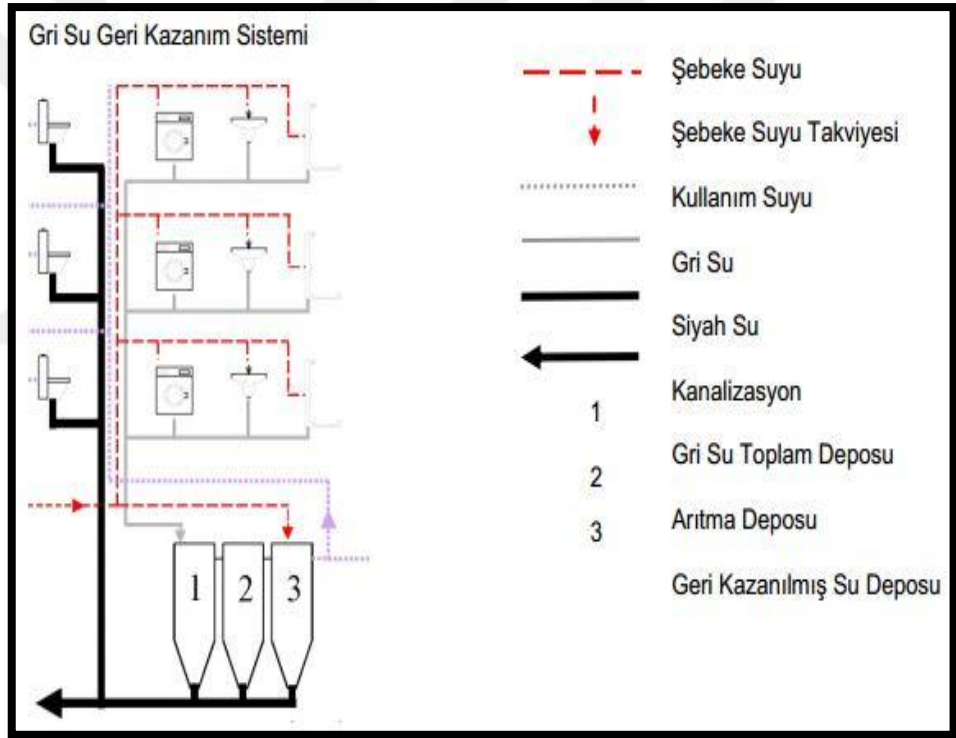 Gri Su Geri Kazanım Sistemi
Şebeke Suyu
Şebeke Suyu Takviyesi
Kullanım Suyu
Gri Su
Siyah Su
Kanalizasyon
1
Gri Su Toplam Deposu
2
Arıtma Deposu
3
Geri Kazanılmış Su Deposu
1 2 3